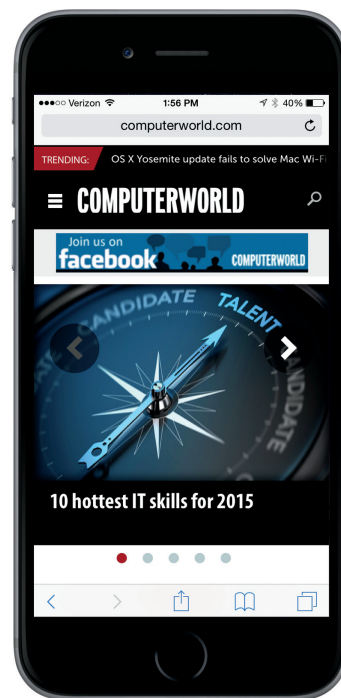 Verizon 1:56 PM 40%
computerworld.com
TRENDING: OS X Yosemite update fails to solve Mac Wi-Fi
COMPUTERWORLD
Join us on
facebook COMPUTERWORLD
CANDIDATE TALENT
CANDIDATE
10 hottest IT skills for 2015